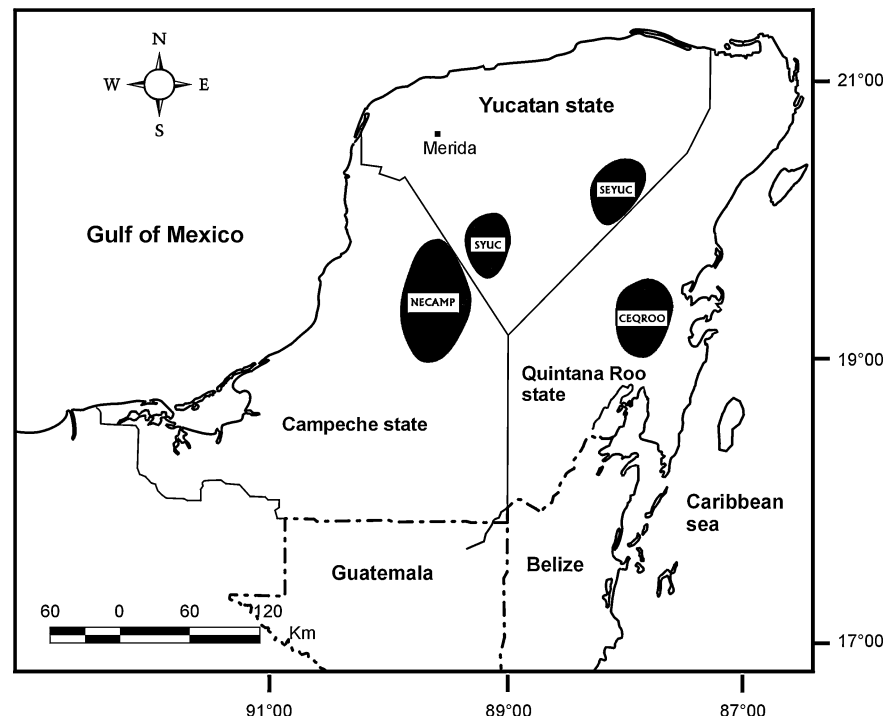 N
W E
S
21°00
Yucatan state
Merida
SEYUC
Gulf of Mexico
SYUC
NECAMP
CEQROO
19°00
Quintana Roo
state
Campeche state
Caribbean
sea
Guatemala
Belize
60 0 60 120
Km
17°00
91°00 89°00 87°00